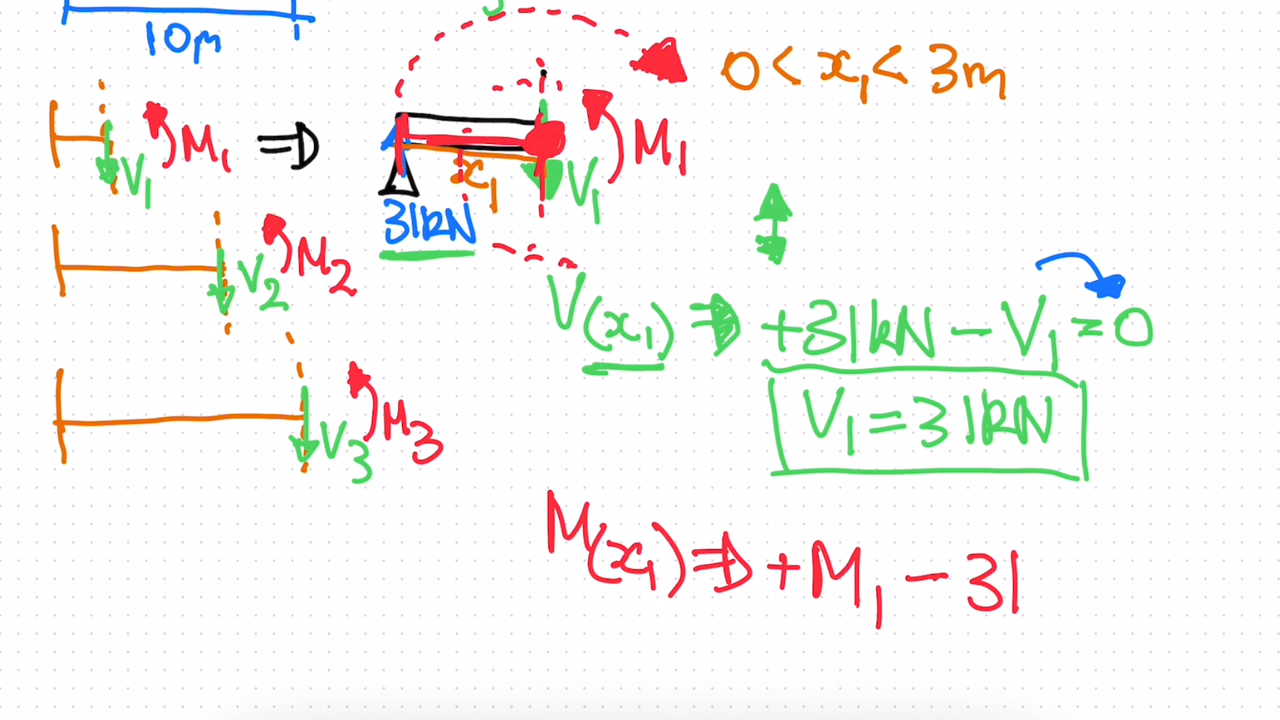 10m
0 < x₁ < 3m
V₁ M₁ ⇒ x₁ V₁ M₁
31kN
V₂ M₂
V(x₁) ⇒ +31kN − V₁ = 0
V₁ = 31kN
V₃ M₃
M(x₁) ⇒ +M₁ − 31